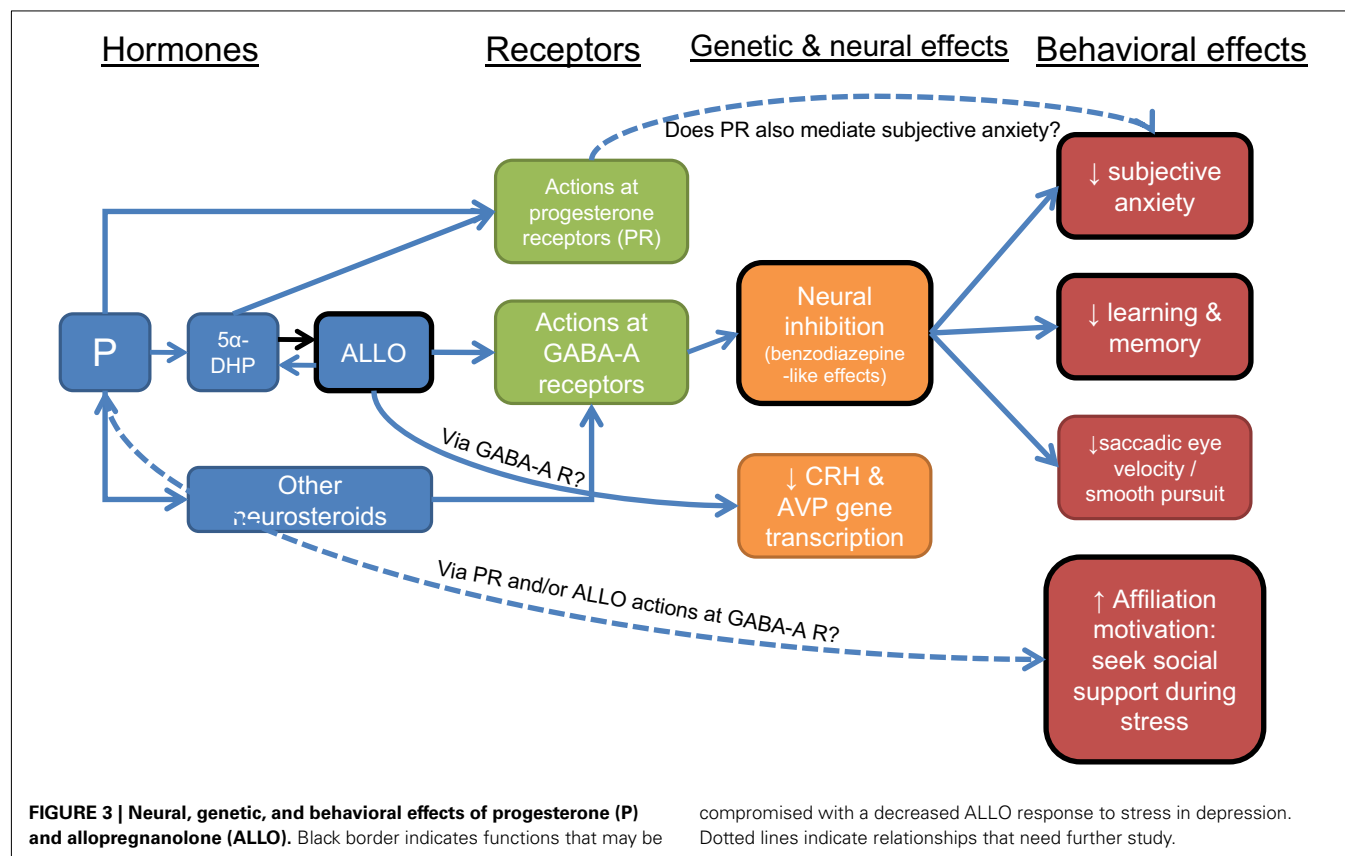 Hormones
Receptors
Genetic & neural effects
Behavioral effects
Does PR also mediate subjective anxiety?
Actions at
progesterone
receptors (PR)
↓ subjective
anxiety
P
5α-
DHP
ALLO
Actions at
GABA-A
receptors
Neural
inhibition
(benzodiazepine
-like effects)
↓ learning &
memory
Via GABA-A R?
Other
neurosteroids
↓ CRH &
AVP gene
transcription
↓saccadic eye
velocity /
smooth pursuit
Via PR and/or ALLO actions at GABA-A R?
↑ Affiliation
motivation:
seek social
support during
stress
FIGURE 3 | Neural, genetic, and behavioral effects of progesterone (P)
and allopregnanolone (ALLO). Black border indicates functions that may be
compromised with a decreased ALLO response to stress in depression.
Dotted lines indicate relationships that need further study.